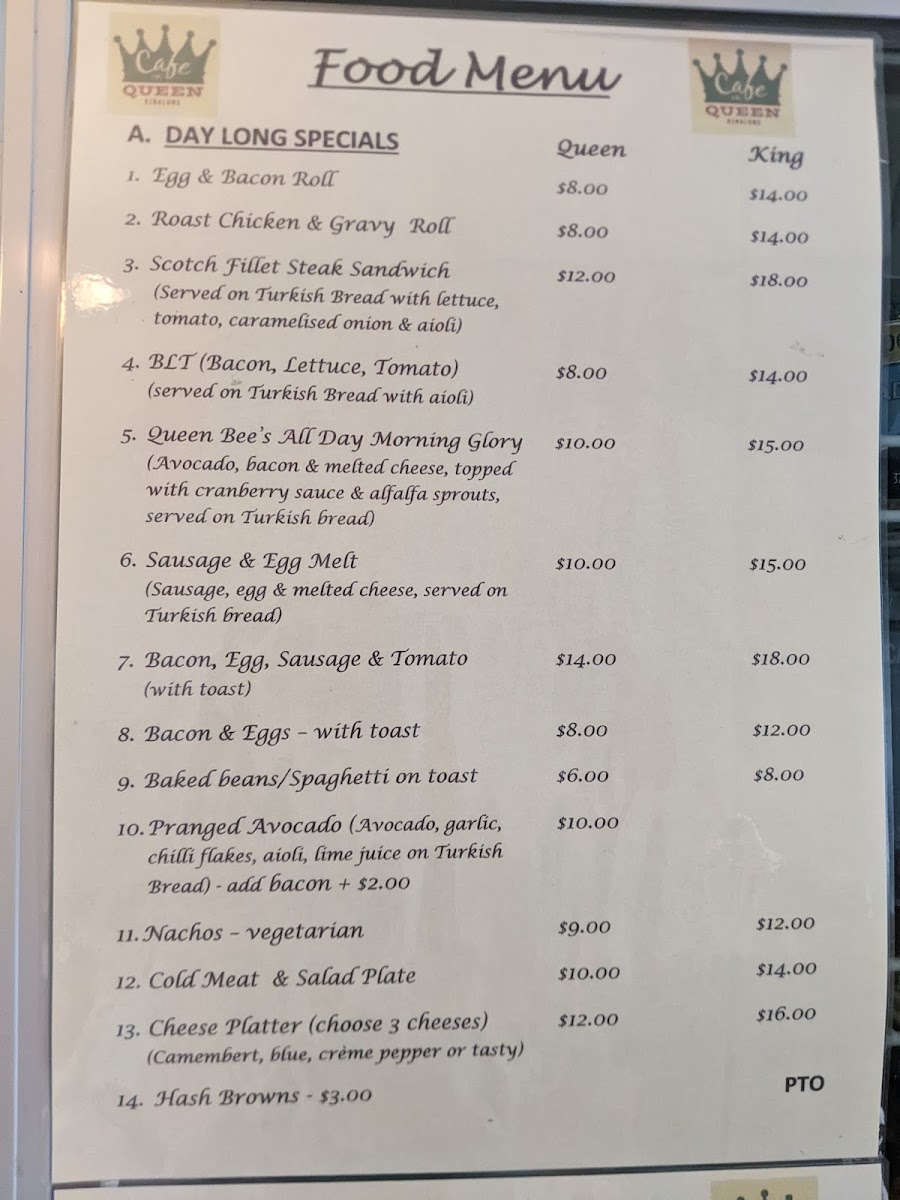 Cafe
on
QUEEN
BINALONG
Food Menu
Cafe
on
QUEEN
BINALONG
A. DAY LONG SPECIALS Queen King
1. Egg & Bacon Roll $8.00 $14.00
2. Roast Chicken & Gravy Roll $8.00 $14.00
3. Scotch Fillet Steak Sandwich $12.00 $18.00
(Served on Turkish Bread with lettuce,
tomato, caramelised onion & aioli)
4. BLT (Bacon, Lettuce, Tomato) $8.00 $14.00
(served on Turkish Bread with aioli)
5. Queen Bee's All Day Morning Glory $10.00 $15.00
(Avocado, bacon & melted cheese, topped
with cranberry sauce & alfalfa sprouts,
served on Turkish bread)
6. Sausage & Egg Melt $10.00 $15.00
(Sausage, egg & melted cheese, served on
Turkish bread)
7. Bacon, Egg, Sausage & Tomato $14.00 $18.00
(with toast)
8. Bacon & Eggs – with toast $8.00 $12.00
9. Baked beans/Spaghetti on toast $6.00 $8.00
10. Pranged Avocado (Avocado, garlic, $10.00
chilli flakes, aioli, lime juice on Turkish
Bread) - add bacon + $2.00
11. Nachos – vegetarian $9.00 $12.00
12. Cold Meat & Salad Plate $10.00 $14.00
13. Cheese Platter (choose 3 cheeses) $12.00 $16.00
(Camembert, blue, crème pepper or tasty)
14. Hash Browns - $3.00
PTO